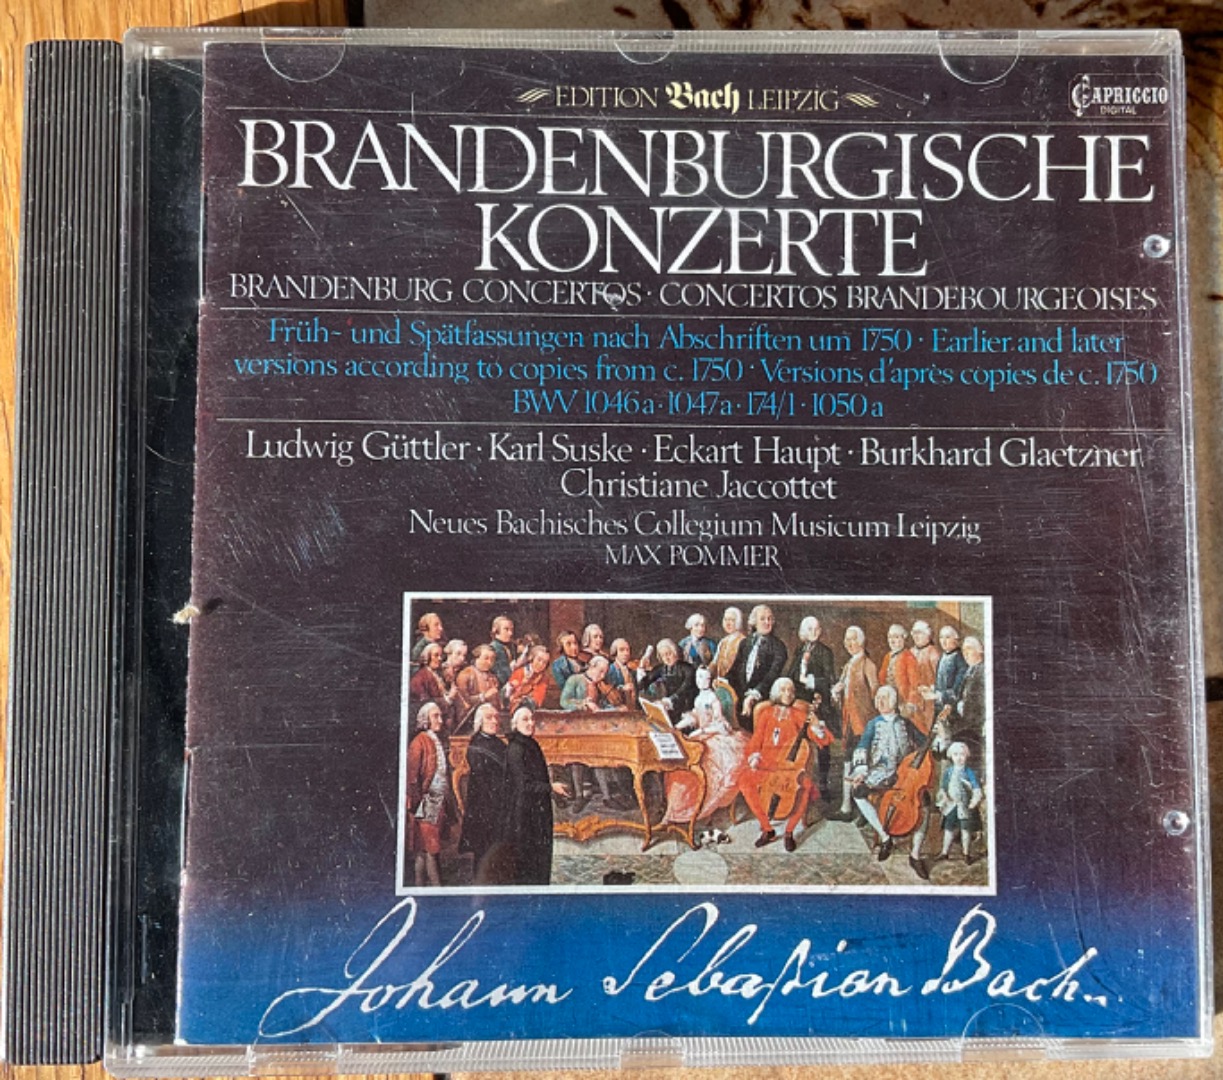 EDITION Bach LEIPZIG
CAPRICCIO
DIGITAL
BRANDENBURGISCHE
KONZERTE
BRANDENBURG CONCERTOS · CONCERTOS BRANDEBOURGEOISES
Früh- und Spätfassungen nach Abschriften um 1750 · Earlier and later
versions according to copies from c. 1750 · Versions d'après copies de c. 1750
BWV 1046a · 1047a · 174/1 · 1050a
Ludwig Güttler · Karl Suske · Eckart Haupt · Burkhard Glaetzner
Christiane Jaccottet
Neues Bachisches Collegium Musicum Leipzig
MAX POMMER
Johann Sebastian Bach.